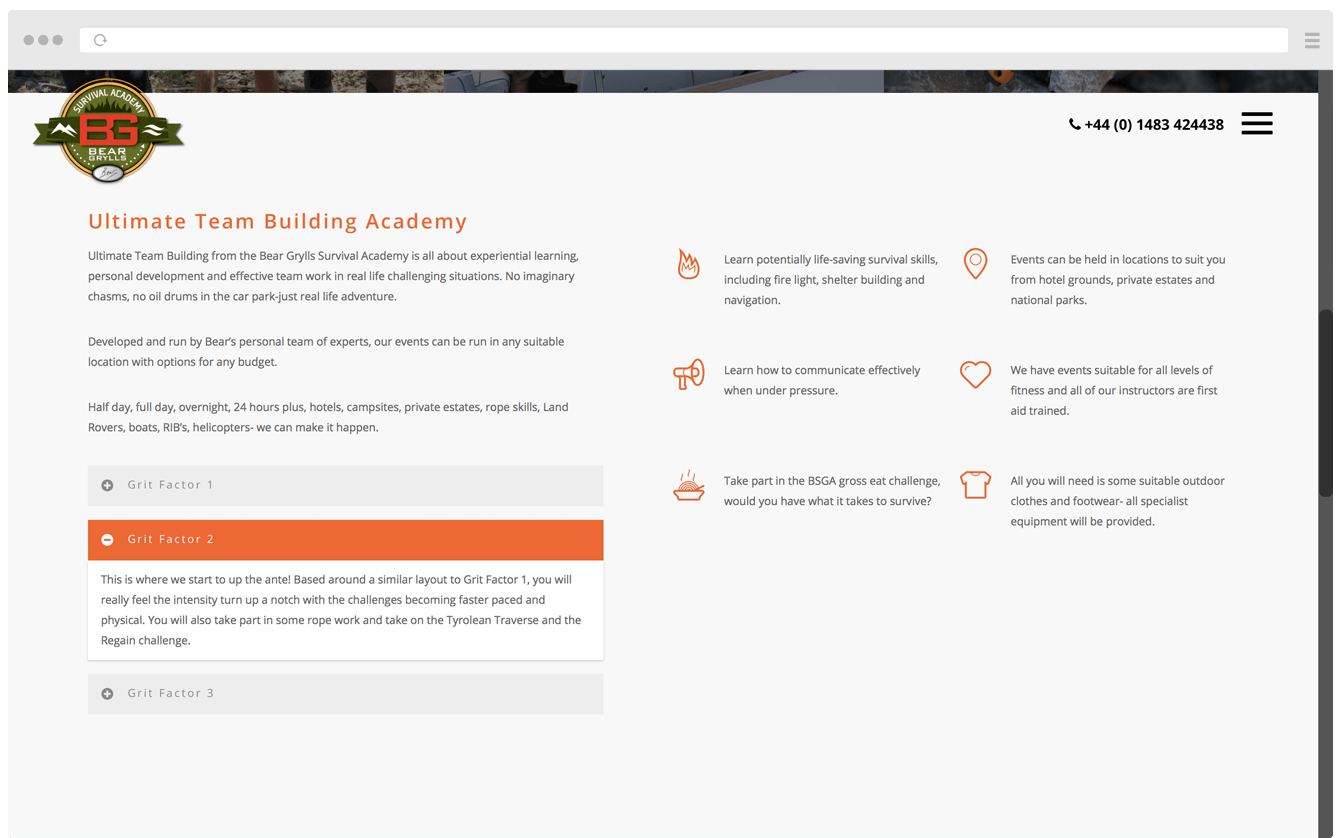 SURVIVAL ACADEMY
BG
BEAR
GRYLLS
+44 (0) 1483 424438
Ultimate Team Building Academy
Ultimate Team Building from the Bear Grylls Survival Academy is all about experiential learning,
personal development and effective team work in real life challenging situations. No imaginary
chasms, no oil drums in the car park-just real life adventure.
Developed and run by Bear's personal team of experts, our events can be run in any suitable
location with options for any budget.
Half day, full day, overnight, 24 hours plus, hotels, campsites, private estates, rope skills, Land
Rovers, boats, RIB's, helicopters- we can make it happen.
Grit Factor 1
Grit Factor 2
This is where we start to up the ante! Based around a similar layout to Grit Factor 1, you will
really feel the intensity turn up a notch with the challenges becoming faster paced and
physical. You will also take part in some rope work and take on the Tyrolean Traverse and the
Regain challenge.
Grit Factor 3
Learn potentially life-saving survival skills,
including fire light, shelter building and
navigation.
Events can be held in locations to suit you
from hotel grounds, private estates and
national parks.
Learn how to communicate effectively
when under pressure.
We have events suitable for all levels of
fitness and all of our instructors are first
aid trained.
Take part in the BSGA gross eat challenge,
would you have what it takes to survive?
All you will need is some suitable outdoor
clothes and footwear- all specialist
equipment will be provided.